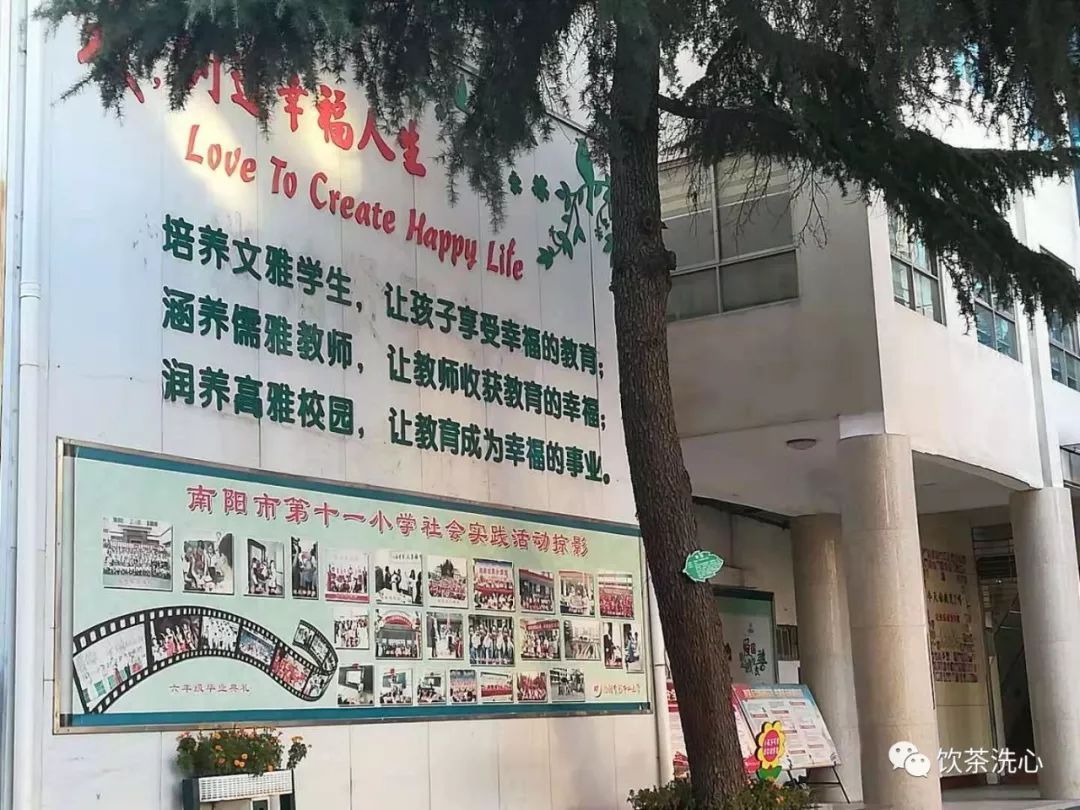 幸福人生
Love To Create Happy Life
培养文雅学生，让孩子享受幸福的教育；
涵养儒雅教师，让教师收获教育的幸福；
润养高雅校园，让教育成为幸福的事业。
南阳市第十一小学社会实践活动掠影
六年级毕业典礼
饮茶洗心